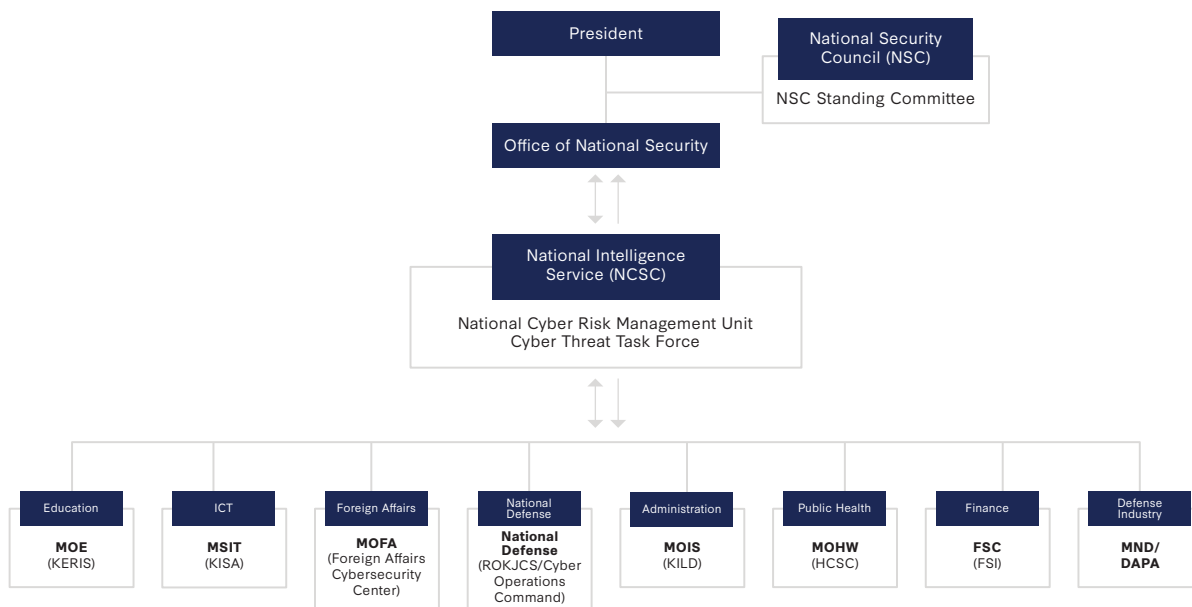 President
National Security
Council (NSC)
NSC Standing Committee
Office of National Security
National Intelligence
Service (NCSC)
National Cyber Risk Management Unit
Cyber Threat Task Force
Education
MOE
(KERIS)
ICT
MSIT
(KISA)
Foreign Affairs
MOFA
(Foreign Affairs
Cybersecurity
Center)
National
Defense
National
Defense
(ROKJCS/Cyber
Operations
Command)
Administration
MOIS
(KILD)
Public Health
MOHW
(HCSC)
Finance
FSC
(FSI)
Defense
Industry
MND/
DAPA